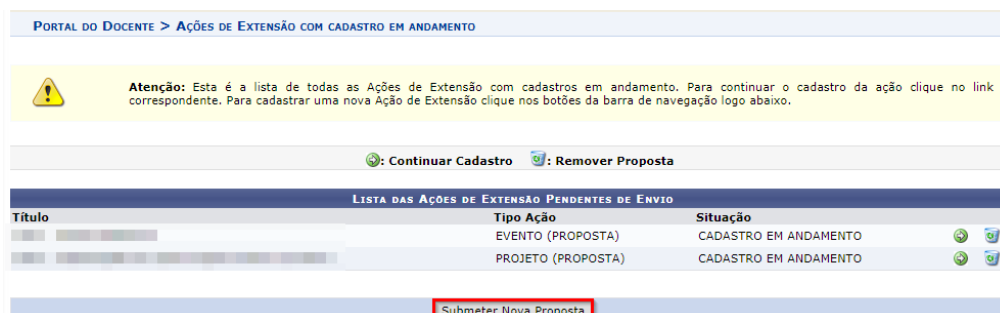 PORTAL DO DOCENTE > AÇÕES DE EXTENSÃO COM CADASTRO EM ANDAMENTO
Atenção: Esta é a lista de todas as Ações de Extensão com cadastros em andamento. Para continuar o cadastro da ação clique no link
correspondente. Para cadastrar uma nova Ação de Extensão clique nos botões da barra de navegação logo abaixo.
: Continuar Cadastro : Remover Proposta
LISTA DAS AÇÕES DE EXTENSÃO PENDENTES DE ENVIO
Título Tipo Ação Situação
EVENTO (PROPOSTA) CADASTRO EM ANDAMENTO
PROJETO (PROPOSTA) CADASTRO EM ANDAMENTO
Submeter Nova Proposta